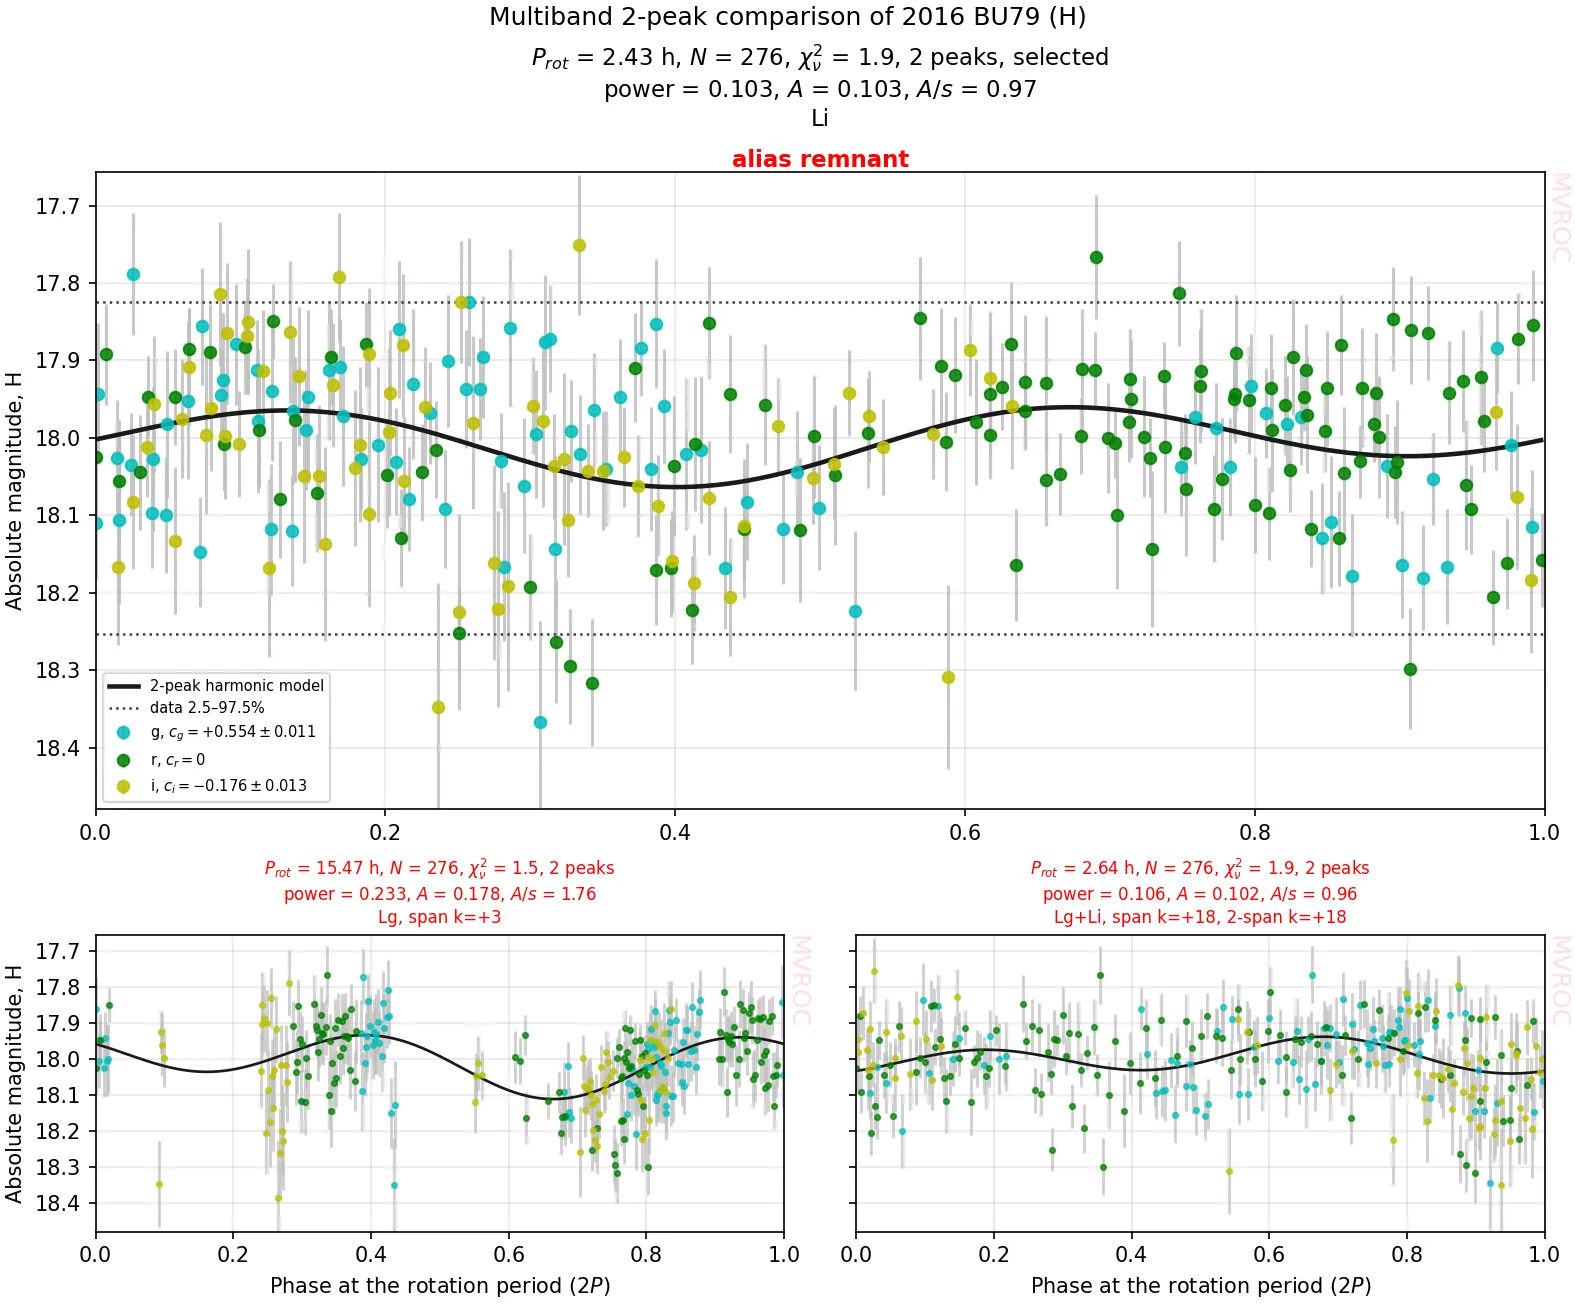 Multiband 2-peak comparison of 2016 BU79 (H)
P_rot = 2.43 h, N = 276, χ²_ν = 1.9, 2 peaks, selected
power = 0.103, A = 0.103, A/s = 0.97
Li
alias remnant
MVROC
Absolute magnitude, H
17.7
17.8
17.9
18.0
18.1
18.2
18.3
18.4
2-peak harmonic model
data 2.5–97.5%
g, c_g = +0.554 ± 0.011
r, c_r = 0
i, c_i = −0.176 ± 0.013
0.0 0.2 0.4 0.6 0.8 1.0
P_rot = 15.47 h, N = 276, χ²_ν = 1.5, 2 peaks
power = 0.233, A = 0.178, A/s = 1.76
Lg, span k=+3
MVROC
Absolute magnitude, H
17.7
17.8
17.9
18.0
18.1
18.2
18.3
18.4
0.0 0.2 0.4 0.6 0.8 1.0
Phase at the rotation period (2P)
P_rot = 2.64 h, N = 276, χ²_ν = 1.9, 2 peaks
power = 0.106, A = 0.102, A/s = 0.96
Lg+Li, span k=+18, 2-span k=+18
MVROC
0.0 0.2 0.4 0.6 0.8 1.0
Phase at the rotation period (2P)